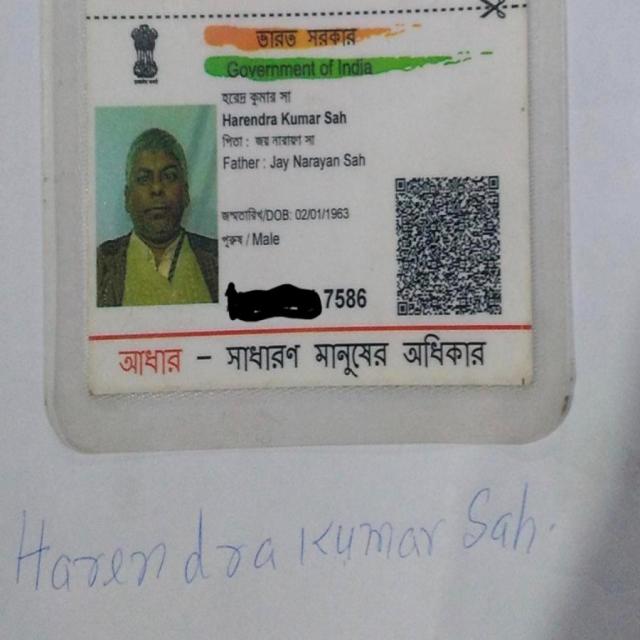 ভারত সরকার
Government of India
হরেন্দ্র কুমার সা
Harendra Kumar Sah
পিতা : জয় নারায়ণ সা
Father : Jay Narayan Sah
জন্মতারিখ/DOB: 02/01/1963
পুরুষ / Male
7586
আধার – সাধারণ মানুষের অধিকার
Harendra Kumar Sah.